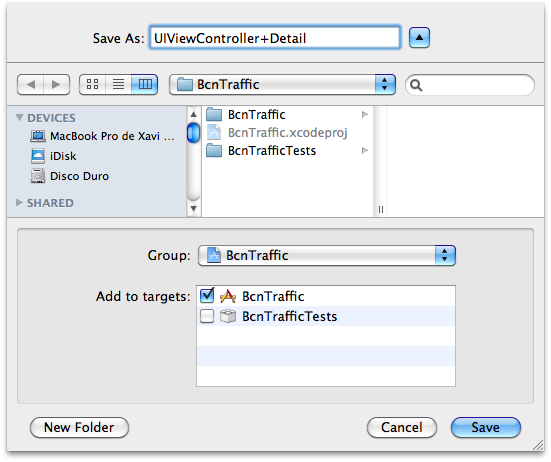 Save As: UIViewController+Detail
BcnTraffic
DEVICES
MacBook Pro de Xavi ...
iDisk
Disco Duro
SHARED
BcnTraffic
BcnTraffic.xcodeproj
BcnTrafficTests
Group: BcnTraffic
Add to targets: BcnTraffic
BcnTrafficTests
New Folder Cancel Save